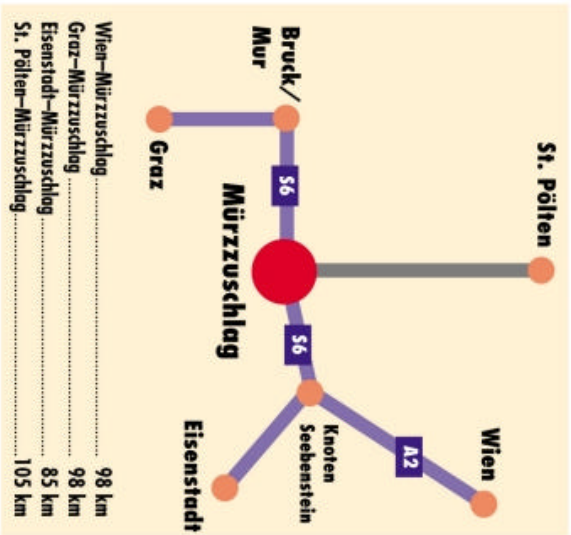 St. Pölten
Wien
A2
Bruck/
Mur
S6
S6
Knoten
Seebenstein
Mürzzuschlag
Graz
Eisenstadt
Wien–Mürzzuschlag 98 km
Graz–Mürzzuschlag 98 km
Eisenstadt–Mürzzuschlag 85 km
St. Pölten–Mürzzuschlag 105 km